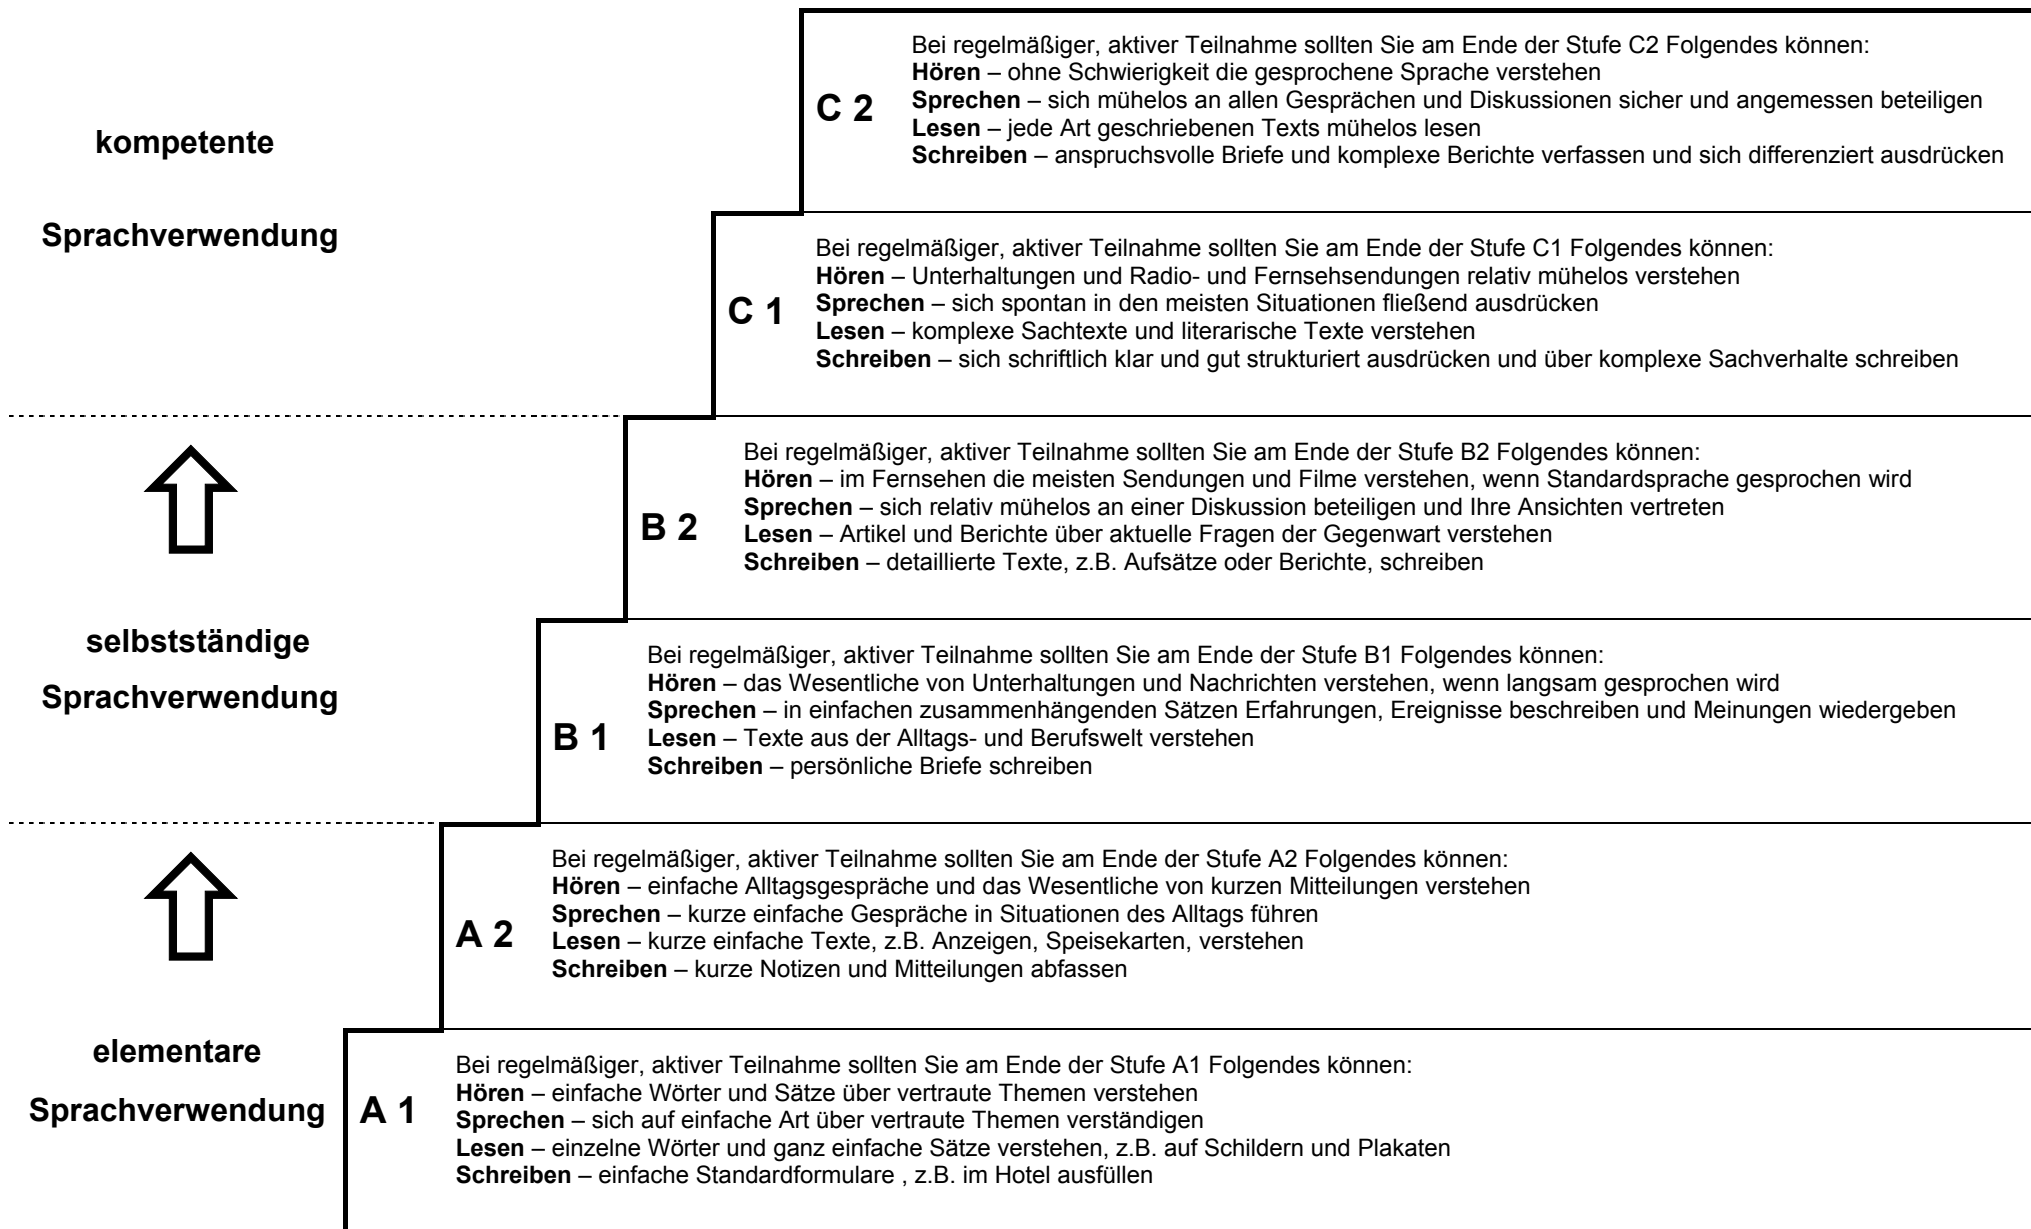 Bei regelmäßiger, aktiver Teilnahme sollten Sie am Ende der Stufe C2 Folgendes können:
Hören – ohne Schwierigkeit die gesprochene Sprache verstehen
C 2
Sprechen – sich mühelos an allen Gesprächen und Diskussionen sicher und angemessen beteiligen
Lesen – jede Art geschriebenen Texts mühelos lesen
Schreiben – anspruchsvolle Briefe und komplexe Berichte verfassen und sich differenziert ausdrücken
kompetente
Sprachverwendung
Bei regelmäßiger, aktiver Teilnahme sollten Sie am Ende der Stufe C1 Folgendes können:
Hören – Unterhaltungen und Radio- und Fernsehsendungen relativ mühelos verstehen
C 1
Sprechen – sich spontan in den meisten Situationen fließend ausdrücken
Lesen – komplexe Sachtexte und literarische Texte verstehen
Schreiben – sich schriftlich klar und gut strukturiert ausdrücken und über komplexe Sachverhalte schreiben
Bei regelmäßiger, aktiver Teilnahme sollten Sie am Ende der Stufe B2 Folgendes können:
Hören – im Fernsehen die meisten Sendungen und Filme verstehen, wenn Standardsprache gesprochen wird
Sprechen – sich relativ mühelos an einer Diskussion beteiligen und Ihre Ansichten vertreten
B 2
Lesen – Artikel und Berichte über aktuelle Fragen der Gegenwart verstehen
Schreiben – detaillierte Texte, z.B. Aufsätze oder Berichte, schreiben
selbstständige
Sprachverwendung
Bei regelmäßiger, aktiver Teilnahme sollten Sie am Ende der Stufe B1 Folgendes können:
Hören – das Wesentliche von Unterhaltungen und Nachrichten verstehen, wenn langsam gesprochen wird
Sprechen – in einfachen zusammenhängenden Sätzen Erfahrungen, Ereignisse beschreiben und Meinungen wiedergeben
B 1
Lesen – Texte aus der Alltags- und Berufswelt verstehen
Schreiben – persönliche Briefe schreiben
Bei regelmäßiger, aktiver Teilnahme sollten Sie am Ende der Stufe A2 Folgendes können:
Hören – einfache Alltagsgespräche und das Wesentliche von kurzen Mitteilungen verstehen
Sprechen – kurze einfache Gespräche in Situationen des Alltags führen
A 2
Lesen – kurze einfache Texte, z.B. Anzeigen, Speisekarten, verstehen
Schreiben – kurze Notizen und Mitteilungen abfassen
elementare
Sprachverwendung
Bei regelmäßiger, aktiver Teilnahme sollten Sie am Ende der Stufe A1 Folgendes können:
Hören – einfache Wörter und Sätze über vertraute Themen verstehen
A 1
Sprechen – sich auf einfache Art über vertraute Themen verständigen
Lesen – einzelne Wörter und ganz einfache Sätze verstehen, z.B. auf Schildern und Plakaten
Schreiben – einfache Standardformulare , z.B. im Hotel ausfüllen